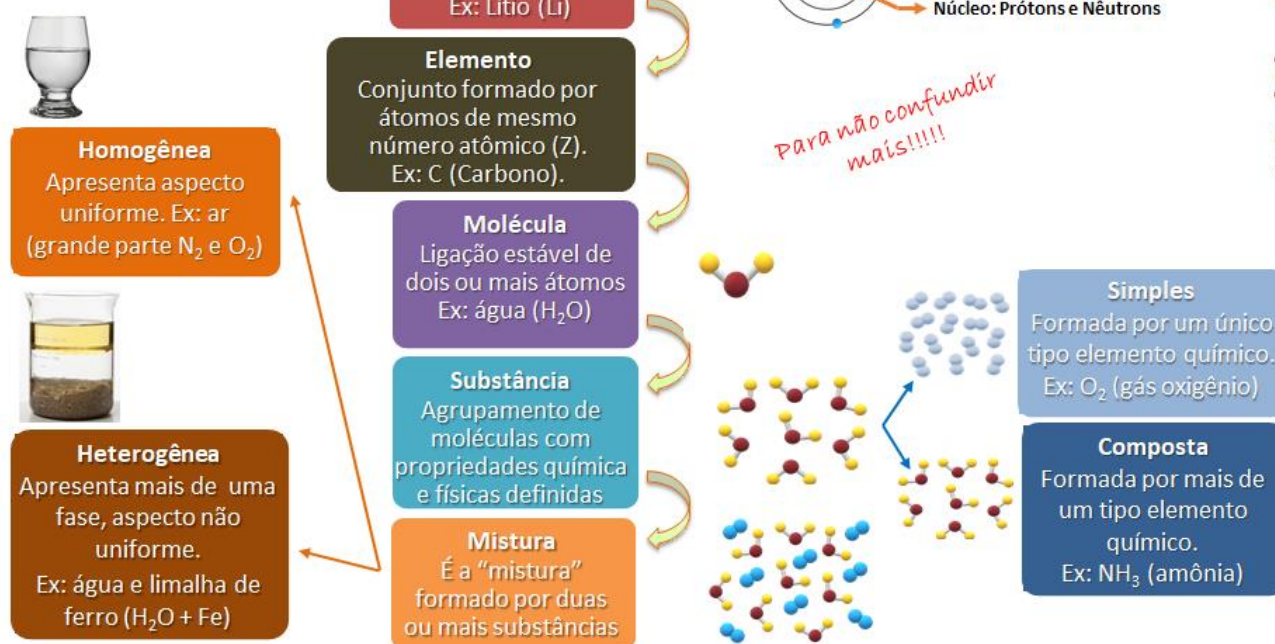 Ex: Lítio (Li)
Núcleo: Prótons e Nêutrons
Elemento
Conjunto formado por
átomos de mesmo
número atômico (Z).
Ex: C (Carbono).
Para não confundir
mais!!!!!
Homogênea
Apresenta aspecto
uniforme. Ex: ar
(grande parte N₂ e O₂)
Molécula
Ligação estável de
dois ou mais átomos
Ex: água (H₂O)
Simples
Formada por um único
tipo elemento químico.
Ex: O₂ (gás oxigênio)
Substância
Agrupamento de
moléculas com
propriedades química
e físicas definidas
Composta
Formada por mais de
um tipo elemento
químico.
Ex: NH₃ (amônia)
Heterogênea
Apresenta mais de uma
fase, aspecto não
uniforme.
Ex: água e limalha de
ferro (H₂O + Fe)
Mistura
É a “mistura”
formado por duas
ou mais substâncias